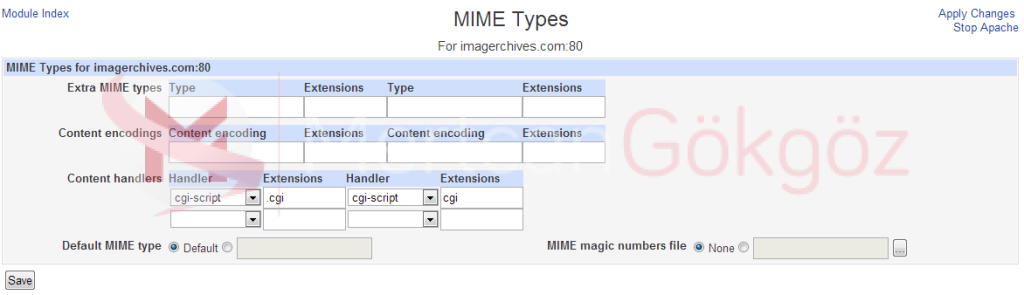 Module Index
MIME Types
Apply Changes
Stop Apache
For imagerchives.com:80
MIME Types for imagerchives.com:80
Extra MIME types Type Extensions Type Extensions
Content encodings Content encoding Extensions Content encoding Extensions
Content handlers Handler Extensions Handler Extensions
cgi-script .cgi cgi-script cgi
Default MIME type Default MIME magic numbers file None ...
Save
Gökgöz